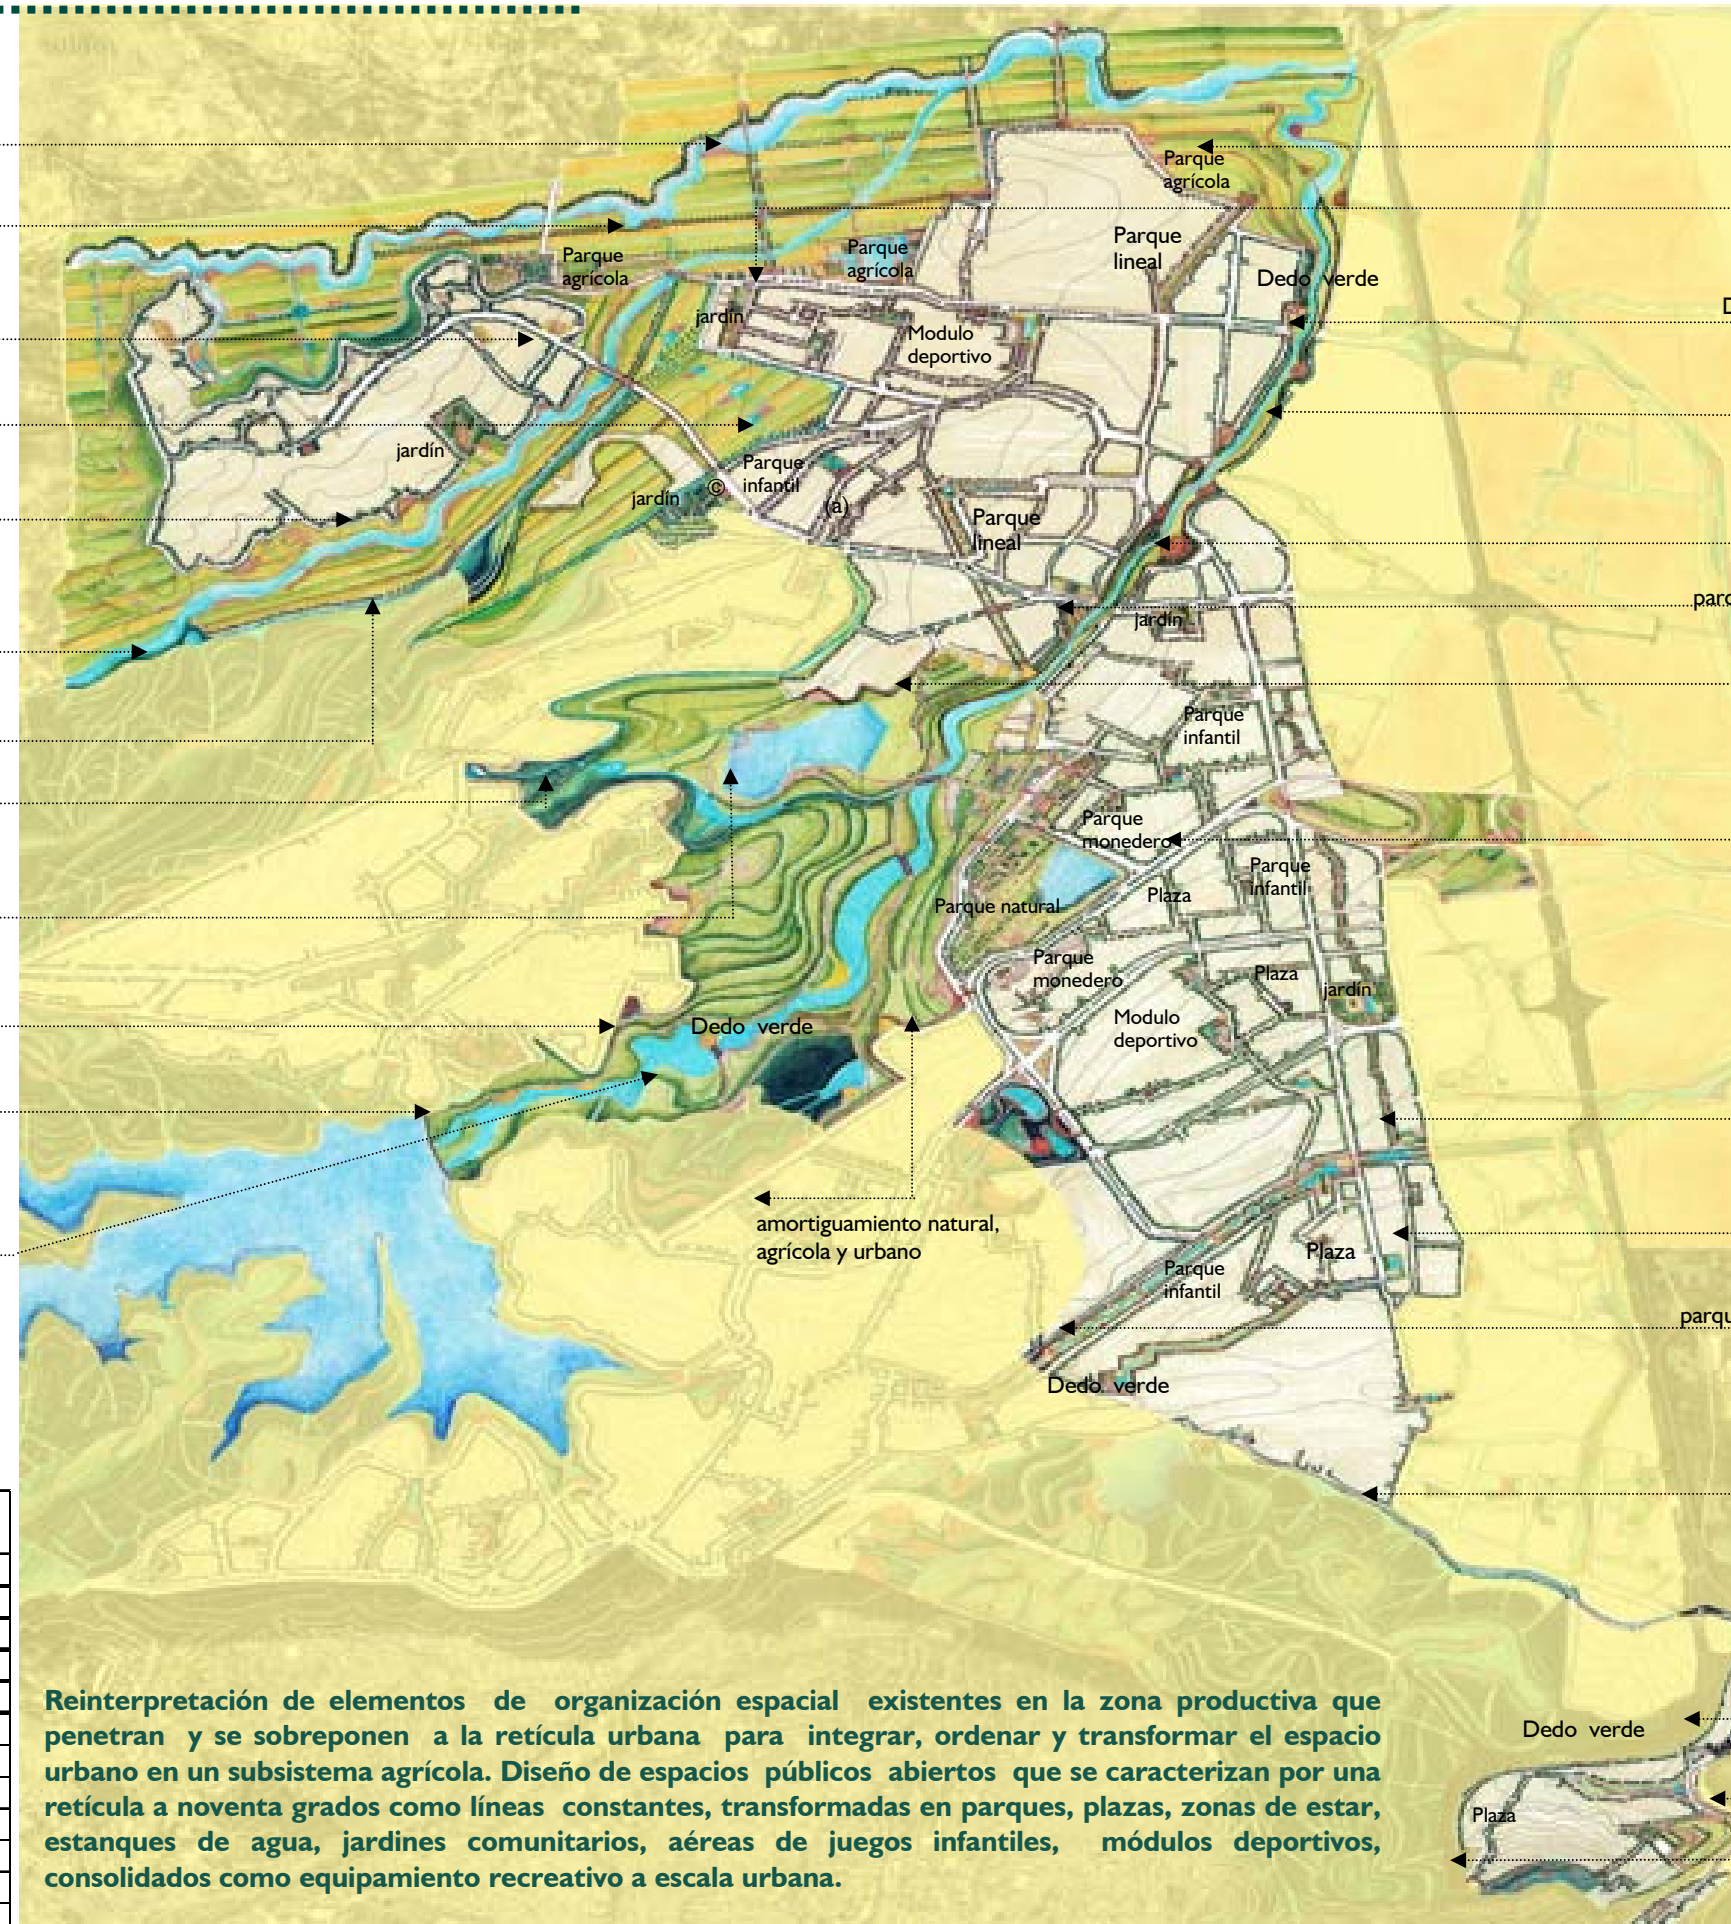 Parque
agrícola
Parque
lineal
Parque
agrícola
Parque
agrícola
Dedo verde
D
jardín
Modulo
deportivo
jardín
Parque
infantil
jardín
©
(a)
Parque
lineal
parq
jardín
Parque
infantil
Parque
monedero
Parque
infantil
Plaza
Parque natural
Parque
monedero
Plaza
jardín
Modulo
deportivo
Dedo verde
amortiguamiento natural,
agrícola y urbano
Plaza
Parque
infantil
parqu
Dedo verde
Reinterpretación de elementos de organización espacial existentes en la zona productiva que
penetran y se sobreponen a la retícula urbana para integrar, ordenar y transformar el espacio
urbano en un subsistema agrícola. Diseño de espacios públicos abiertos que se caracterizan por una
retícula a noventa grados como líneas constantes, transformadas en parques, plazas, zonas de estar,
estanques de agua, jardines comunitarios, aéreas de juegos infantiles, módulos deportivos,
consolidados como equipamiento recreativo a escala urbana.
Dedo verde
Plaza